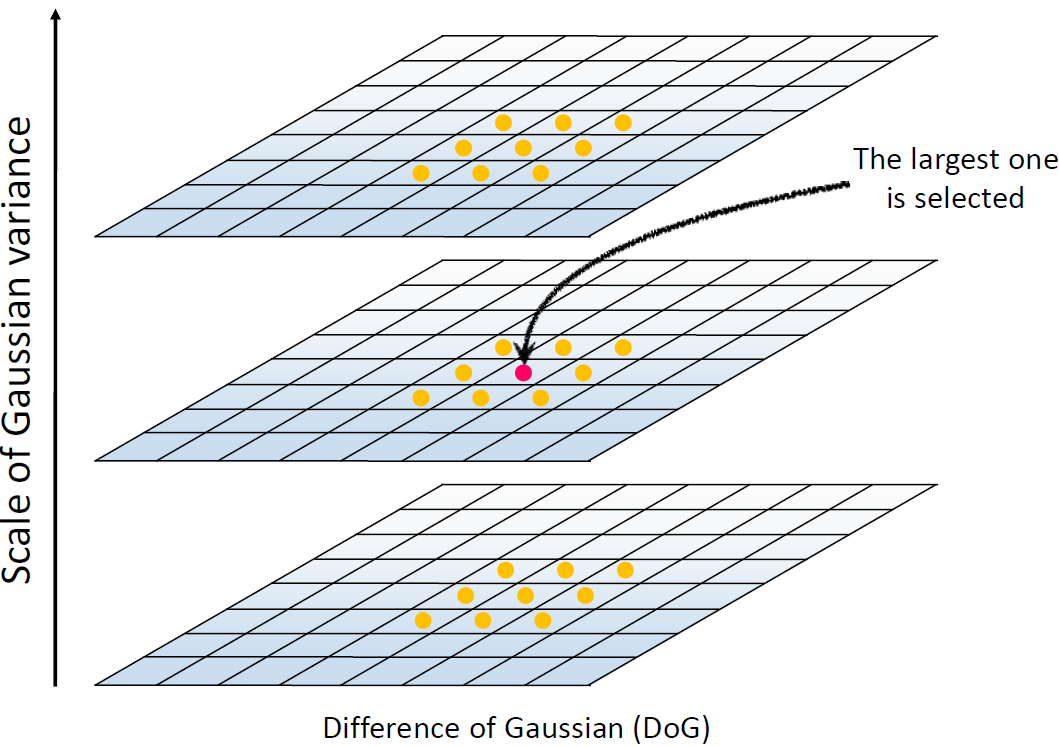 Scale of Gaussian variance
The largest one
is selected
Difference of Gaussian (DoG)